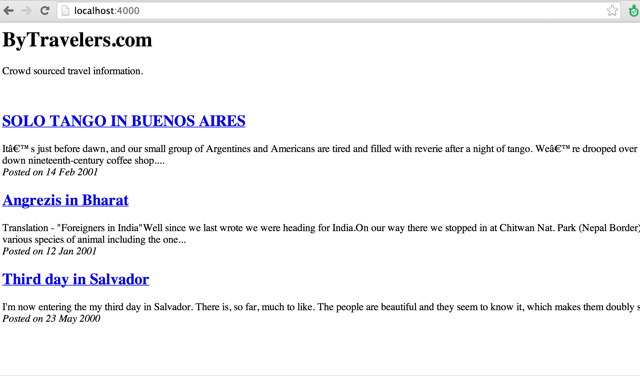 localhost:4000
ByTravelers.com
Crowd sourced travel information.
SOLO TANGO IN BUENOS AIRES
Itâ€™ s just before dawn, and our small group of Argentines and Americans are tired and filled with reverie after a night of tango. Weâ€™ re drooped over
down nineteenth-century coffee shop....
Posted on 14 Feb 2001
Angrezis in Bharat
Translation - "Foreigners in India"Well since we last wrote we were heading for India.On our way there we stopped in at Chitwan Nat. Park (Nepal Border)
various species of animal including the one...
Posted on 12 Jan 2001
Third day in Salvador
I'm now entering the my third day in Salvador. There is, so far, much to like. The people are beautiful and they seem to know it, which makes them doubly s
Posted on 23 May 2000